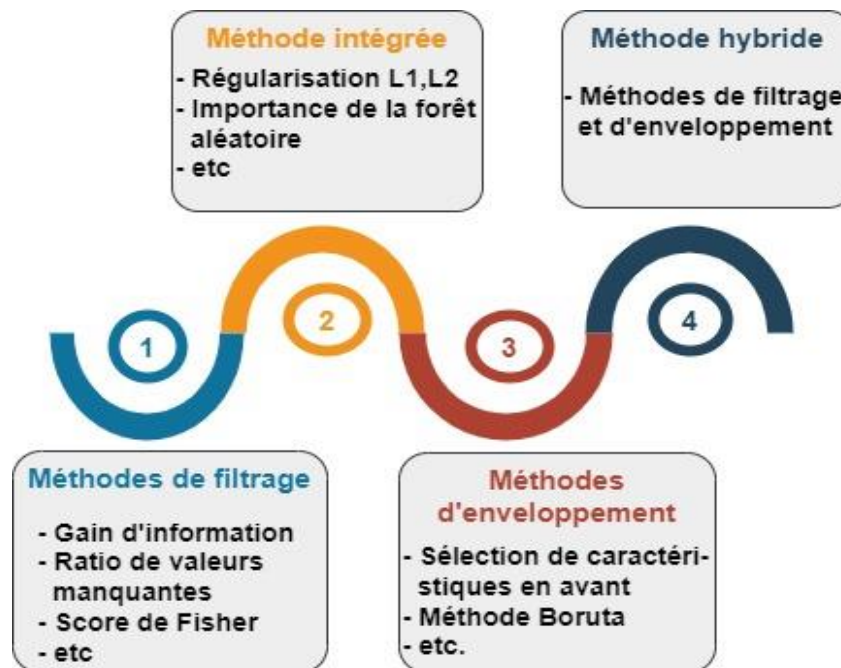 Méthode intégrée
- Régularisation L1,L2
- Importance de la forêt
aléatoire
- etc
Méthode hybride
- Méthodes de filtrage
et d'enveloppement
1
2
3
4
Méthodes de filtrage
- Gain d'information
- Ratio de valeurs
manquantes
- Score de Fisher
- etc
Méthodes
d'enveloppement
- Sélection de caractéri-
stiques en avant
- Méthode Boruta
- etc.